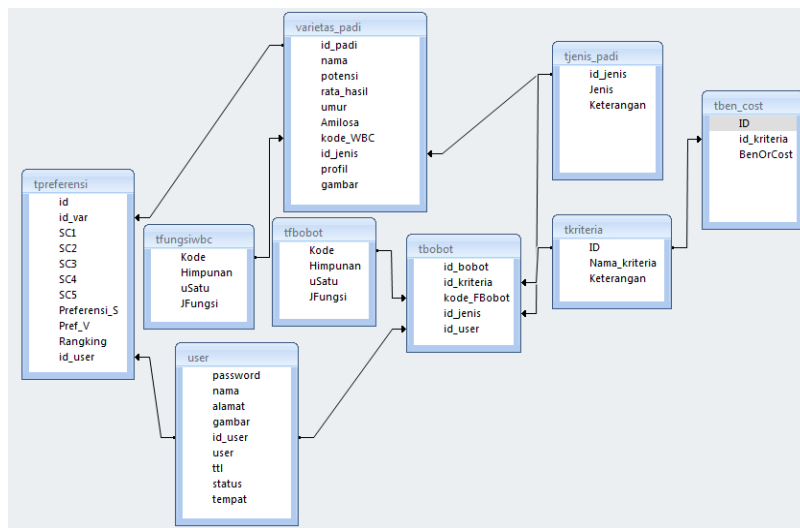 varietas_padi
id_padi
nama
potensi
rata_hasil
umur
Amilosa
kode_WBC
id_jenis
profil
gambar
tjenis_padi
id_jenis
Jenis
Keterangan
tben_cost
ID
id_kriteria
BenOrCost
tpreferensi
id
id_var
SC1
SC2
SC3
SC4
SC5
Preferensi_S
Pref_V
Rangking
id_user
tfungsiwbc
Kode
Himpunan
uSatu
JFungsi
tfbobot
Kode
Himpunan
uSatu
JFungsi
tbobot
id_bobot
id_kriteria
kode_FBobot
id_jenis
id_user
tkriteria
ID
Nama_kriteria
Keterangan
user
password
nama
alamat
gambar
id_user
user
ttl
status
tempat